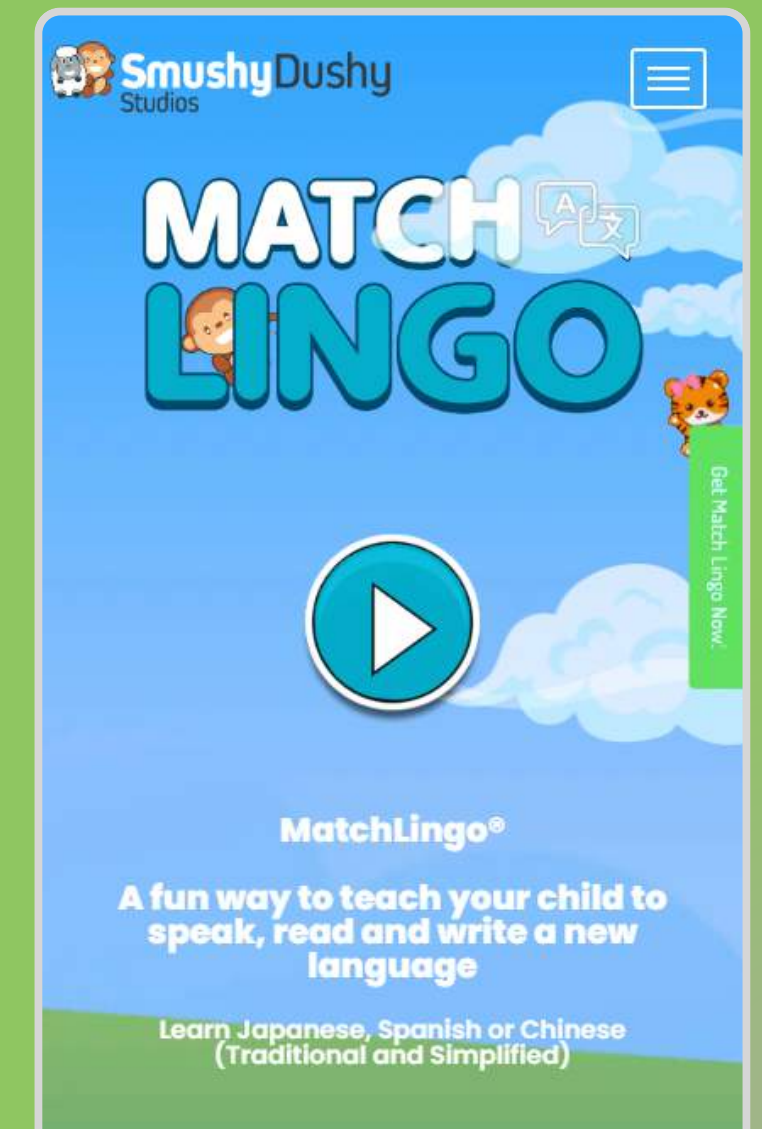 SmushyDushy
Studios
MATCH
A 文
LINGO
Get Match Lingo Now!
MatchLingo®
A fun way to teach your child to
speak, read and write a new
language
Learn Japanese, Spanish or Chinese
(Traditional and Simplified)